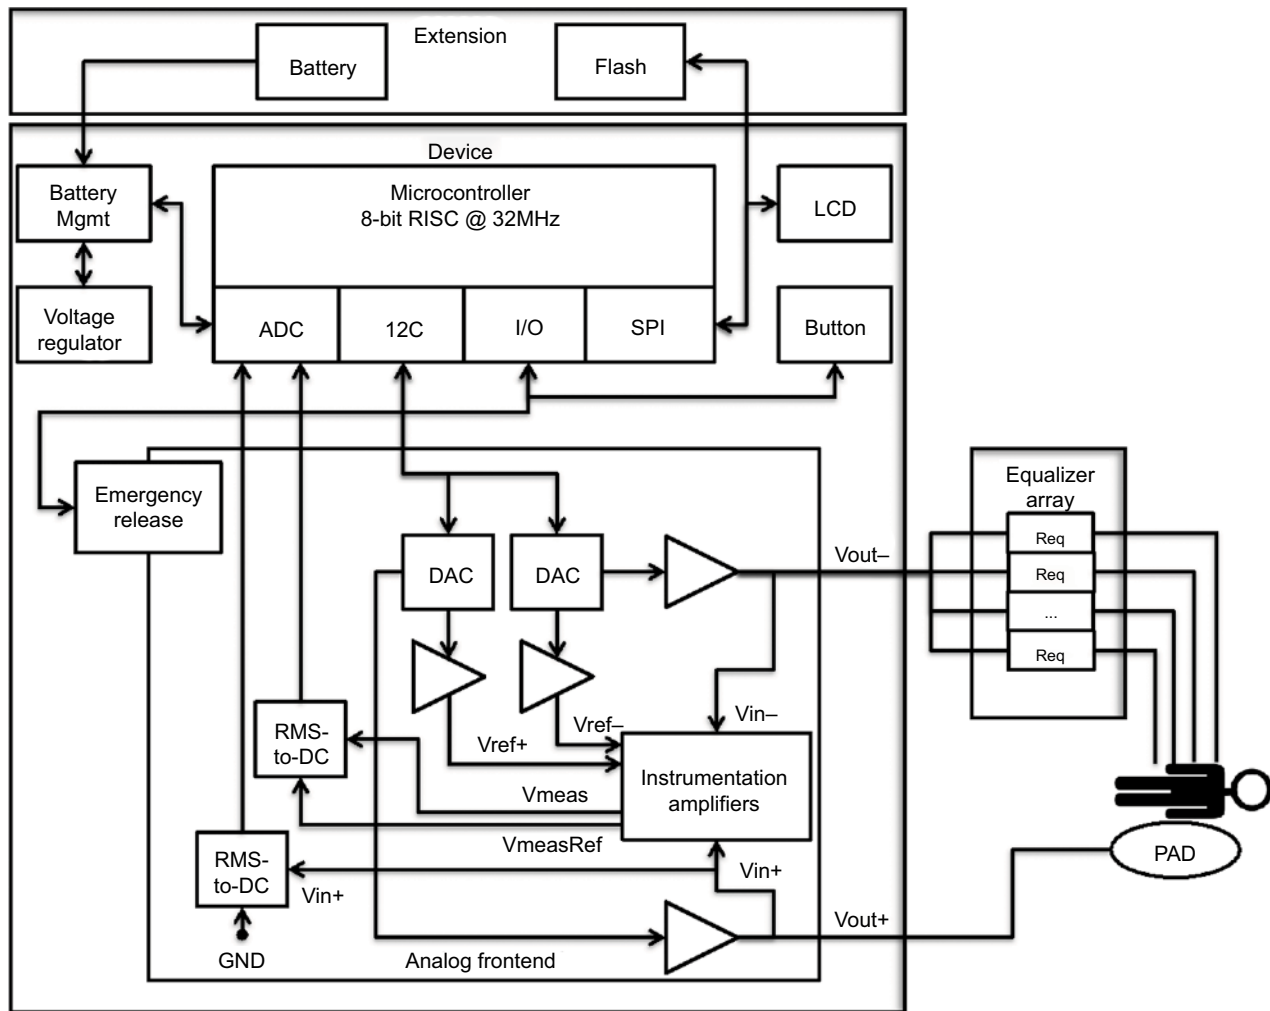 Extension
Battery
Flash
Device
Battery
Mgmt
Microcontroller
8-bit RISC @ 32MHz
LCD
Voltage
regulator
ADC
12C
I/O
SPI
Button
Emergency
release
Equalizer
array
Req
Req
...
Req
DAC
DAC
Vout–
Vref–
Vin–
Vref+
RMS-
to-DC
Instrumentation
amplifiers
Vmeas
VmeasRef
RMS-
to-DC
Vin+
Vin+
PAD
Vout+
GND
Analog frontend